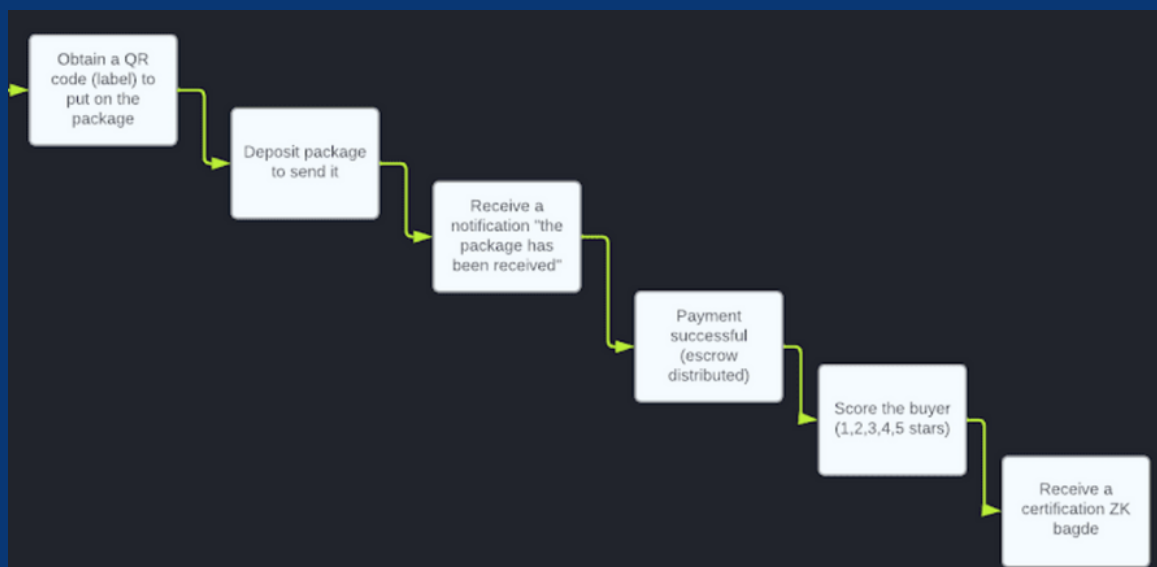 Obtain a QR
code (label) to
put on the
package
Deposit package
to send it
Receive a
notification "the
package has
been received"
Payment
successful
(escrow
distributed)
Score the buyer
(1,2,3,4,5 stars)
Receive a
certification ZK
bagde